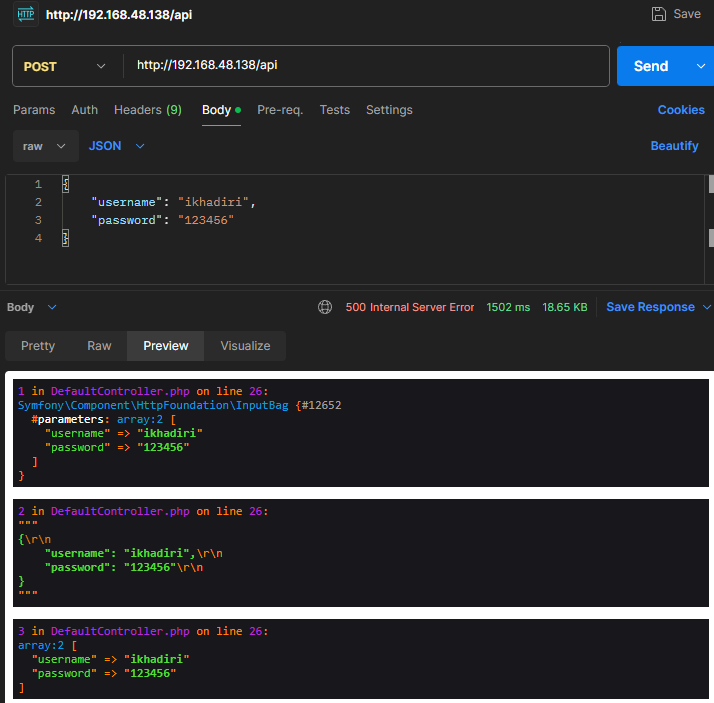 HTTP http://192.168.48.138/api Save
POST http://192.168.48.138/api Send
Params Auth Headers (9) Body Pre-req. Tests Settings Cookies
raw JSON Beautify
1 {
2 "username": "ikhadiri",
3 "password": "123456"
4 }
Body 500 Internal Server Error 1502 ms 18.65 KB Save Response
Pretty Raw Preview Visualize
1 in DefaultController.php on line 26:
Symfony\Component\HttpFoundation\InputBag {#12652
#parameters: array:2 [
"username" => "ikhadiri"
"password" => "123456"
]
}
2 in DefaultController.php on line 26:
"""
{\r\n
"username": "ikhadiri",\r\n
"password": "123456"\r\n
}
"""
3 in DefaultController.php on line 26:
array:2 [
"username" => "ikhadiri"
"password" => "123456"
]